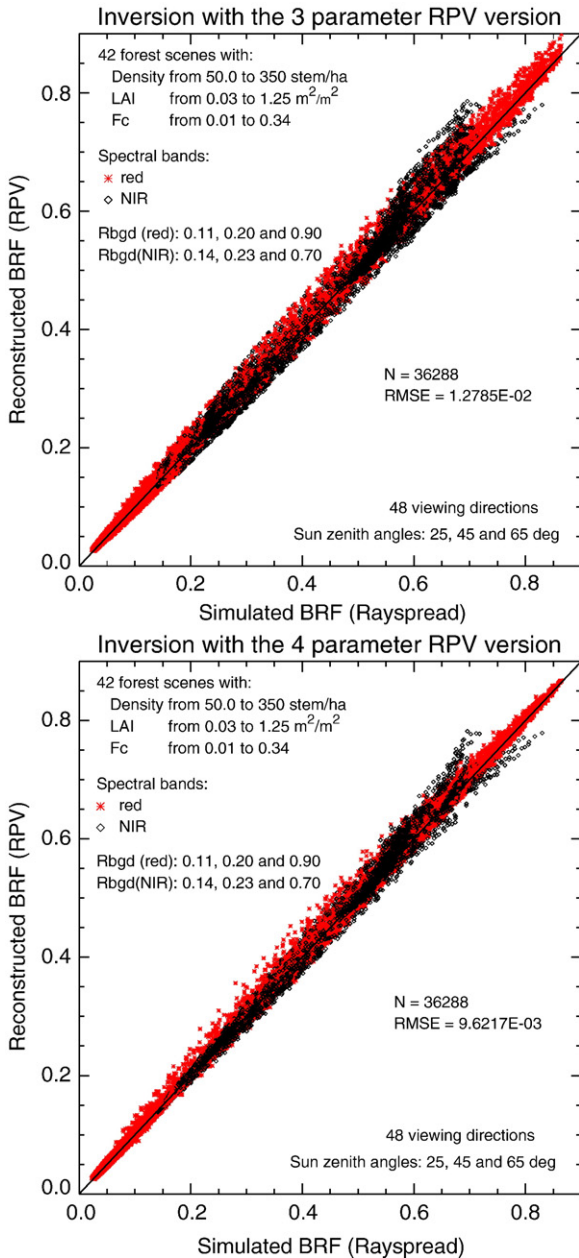 Inversion with the 3 parameter RPV version
42 forest scenes with:
Density from 50.0 to 350 stem/ha
LAI from 0.03 to 1.25 m²/m²
Fc from 0.01 to 0.34
Spectral bands:
red
NIR
Rbgd (red): 0.11, 0.20 and 0.90
Rbgd(NIR): 0.14, 0.23 and 0.70
N = 36288
RMSE = 1.2785E-02
48 viewing directions
Sun zenith angles: 25, 45 and 65 deg
Reconstructed BRF (RPV)
0.8
0.6
0.4
0.2
0.0
0.0 0.2 0.4 0.6 0.8
Simulated BRF (Rayspread)
Inversion with the 4 parameter RPV version
42 forest scenes with:
Density from 50.0 to 350 stem/ha
LAI from 0.03 to 1.25 m²/m²
Fc from 0.01 to 0.34
Spectral bands:
red
NIR
Rbgd (red): 0.11, 0.20 and 0.90
Rbgd(NIR): 0.14, 0.23 and 0.70
N = 36288
RMSE = 9.6217E-03
48 viewing directions
Sun zenith angles: 25, 45 and 65 deg
Reconstructed BRF (RPV)
0.8
0.6
0.4
0.2
0.0
0.0 0.2 0.4 0.6 0.8
Simulated BRF (Rayspread)